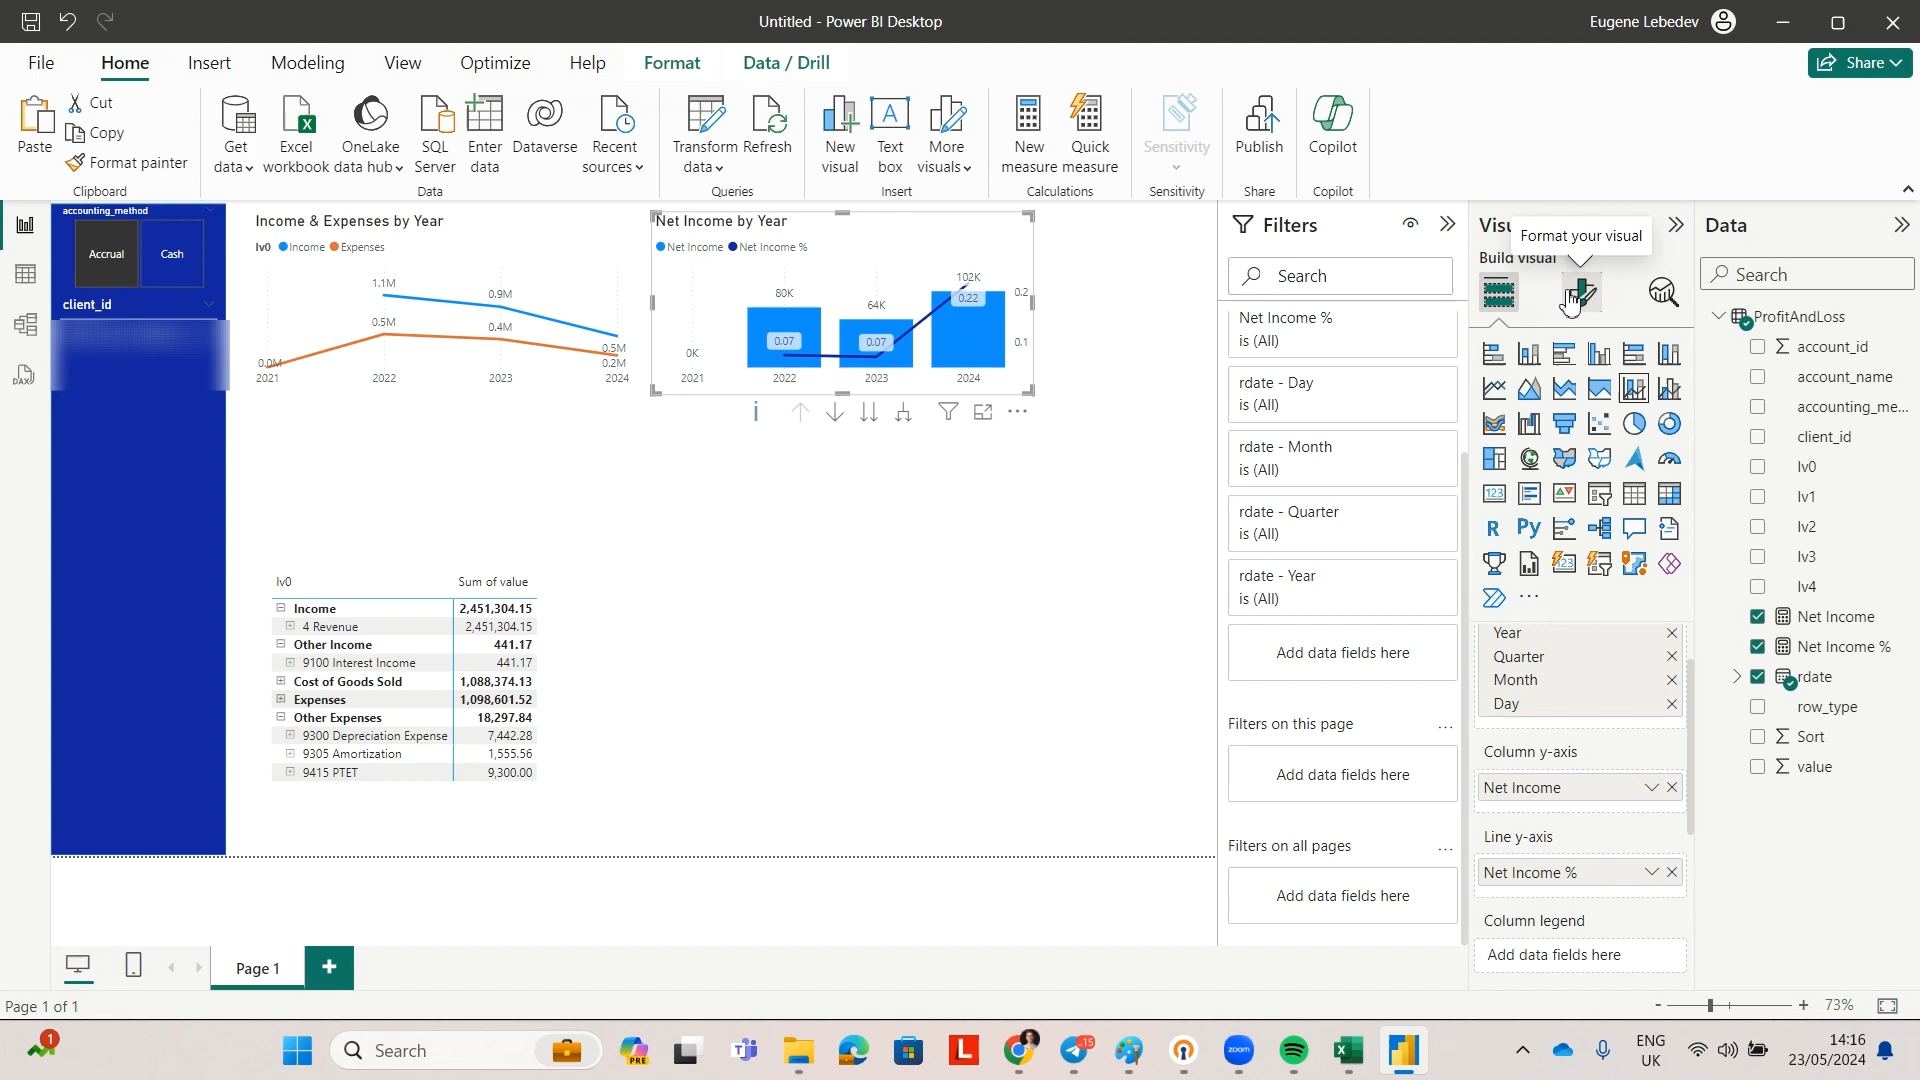 Untitled - Power BI Desktop
Eugene Lebedev
File
Home
Insert
Modeling
View
Optimize
Help
Format
Data / Drill
Share
Paste
Cut
Copy
Format painter
Clipboard
Get data
Excel workbook
OneLake data hub
SQL Server
Enter data
Dataverse
Recent sources
Data
Transform data
Refresh
Queries
New visual
Text box
More visuals
Insert
New measure
Quick measure
Calculations
Sensitivity
Sensitivity
Publish
Share
Copilot
Copilot
accounting_method
Accrual
Cash
client_id
Income & Expenses by Year
lv0 Income Expenses
1.1M
0.9M
0.5M
0.4M
0.5M
0.0M
0.2M
2021 2022 2023 2024
Net Income by Year
Net Income Net Income %
102K
80K
64K
0K
0.22
0.07
0.07
0.2
0.1
2021 2022 2023 2024
lv0 Sum of value
Income 2,451,304.15
4 Revenue 2,451,304.15
Other Income 441.17
9100 Interest Income 441.17
Cost of Goods Sold 1,088,374.13
Expenses 1,098,601.52
Other Expenses 18,297.84
9300 Depreciation Expense 7,442.28
9305 Amortization 1,555.56
9415 PTET 9,300.00
Filters
Search
Net Income %
is (All)
rdate - Day
is (All)
rdate - Month
is (All)
rdate - Quarter
is (All)
rdate - Year
is (All)
Add data fields here
Filters on this page
...
Add data fields here
Filters on all pages
...
Add data fields here
Visu
Format your visual
Build visual
123
R
Py
123
...
Year
Quarter
Month
Day
Column y-axis
Net Income
Line y-axis
Net Income %
Column legend
Add data fields here
Data
Search
ProfitAndLoss
account_id
account_name
accounting_me...
client_id
lv0
lv1
lv2
lv3
lv4
Net Income
Net Income %
rdate
row_type
Sort
value
DAX
Page 1
+
Page 1 of 1
- + 73%
1
Search
PRE
L
15
zoom
ENG
UK
14:16
23/05/2024